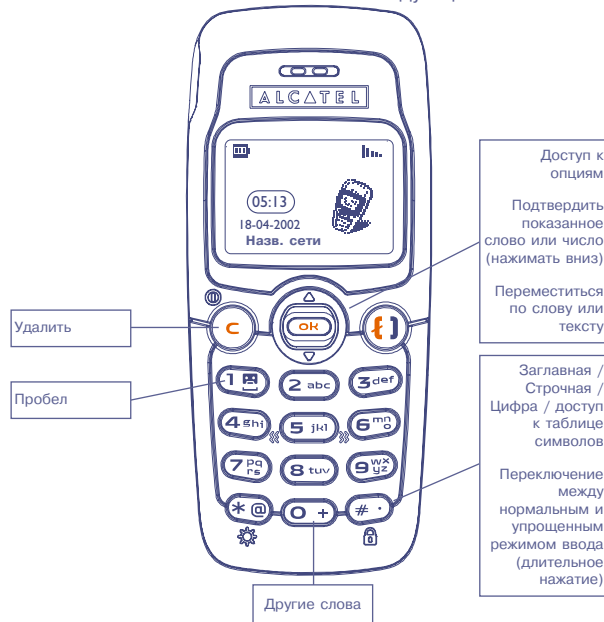 ALCATEL
05:13
18-04-2002
Назв. сети
Доступ к
опциям
Подтвердить
показанное
слово или число
(нажимать вниз)
Переместиться
по слову или
тексту
Удалить
c
ok
Пробел
1
2 abc
3 def
4 ghi
5 jkl
6 mno
7 pqrs
8 tuv
9 wxyz
* @
0 +
# ·
Заглавная /
Строчная /
Цифра / доступ
к таблице
символов
Переключение
между
нормальным и
упрощенным
режимом ввода
(длительное
нажатие)
Другие слова